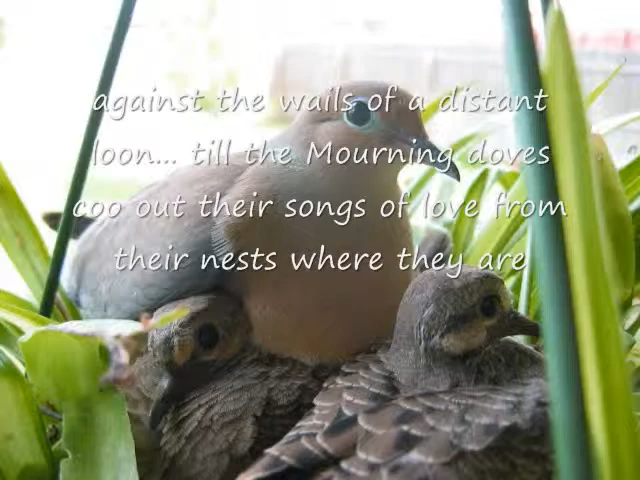 against the wails of a distant
loon... till the Mourning doves
coo out their songs of love from
their nests where they are